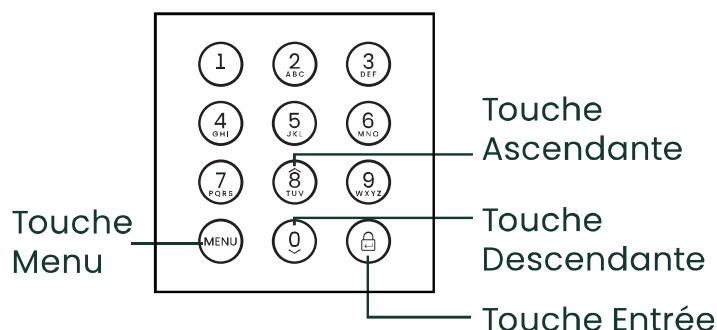 1 2 3
ABC DEF
4 5 6
GHI JKL MNO
Touche
Ascendante
7 8 9
PQRS TUV WXYZ
Touche
Menu
MENU 0
Touche
Descendante
Touche Entrée